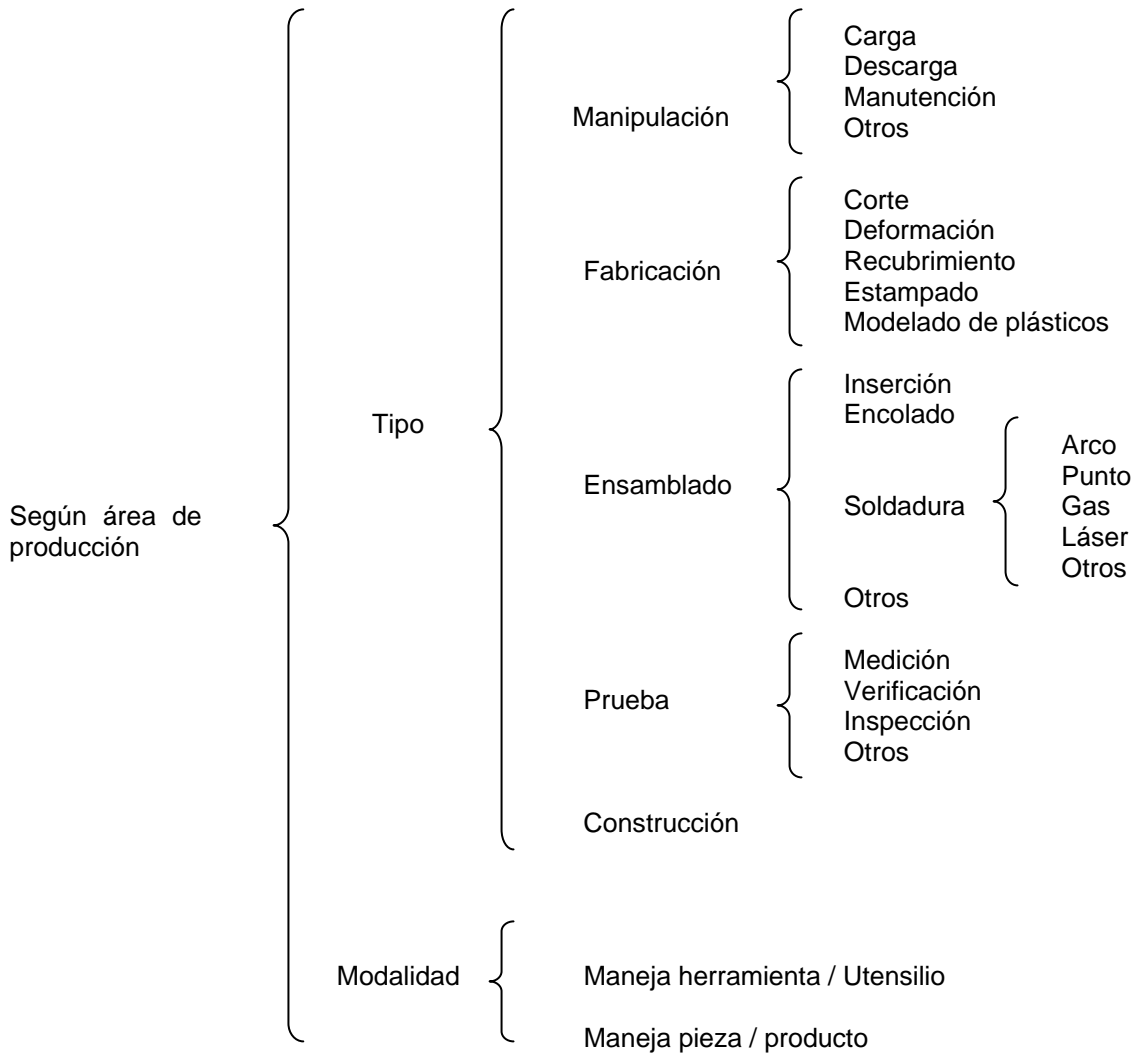 Según área de
producción
Tipo
Manipulación
Carga
Descarga
Manutención
Otros
Fabricación
Corte
Deformación
Recubrimiento
Estampado
Modelado de plásticos
Ensamblado
Inserción
Encolado
Soldadura
Arco
Punto
Gas
Láser
Otros
Otros
Prueba
Medición
Verificación
Inspección
Otros
Construcción
Modalidad
Maneja herramienta / Utensilio
Maneja pieza / producto